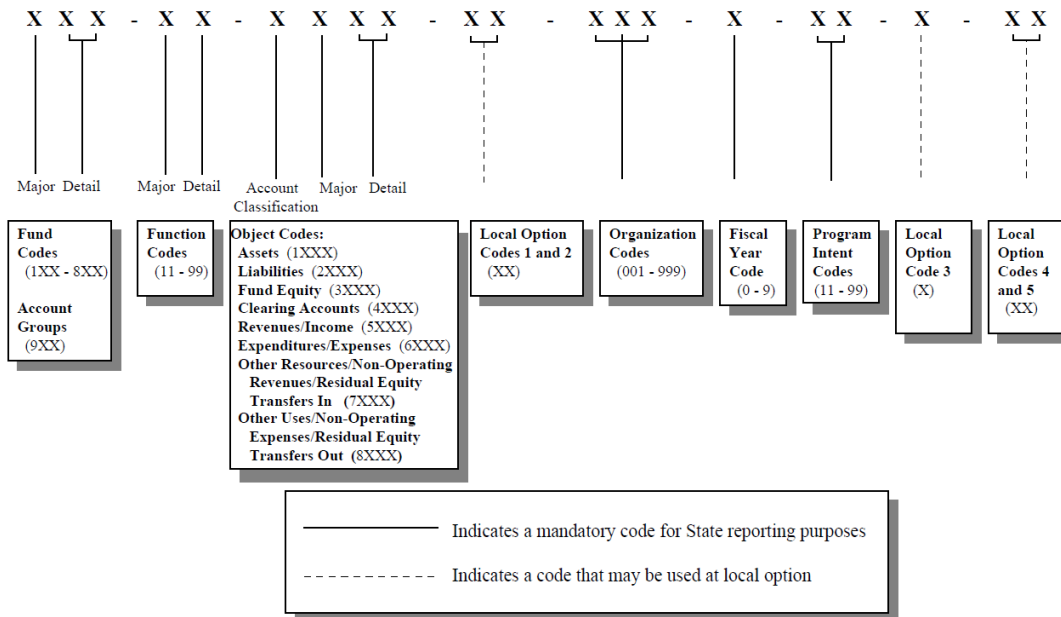 X X X - X X - X X X X - X X - X X X - X - X X - X - X X
Major Detail Major Detail Account Classification Major Detail
Fund Codes
(1XX - 8XX)
Account Groups
(9XX)
Function Codes
(11 - 99)
Object Codes:
Assets (1XXX)
Liabilities (2XXX)
Fund Equity (3XXX)
Clearing Accounts (4XXX)
Revenues/Income (5XXX)
Expenditures/Expenses (6XXX)
Other Resources/Non-Operating
Revenues/Residual Equity
Transfers In (7XXX)
Other Uses/Non-Operating
Expenses/Residual Equity
Transfers Out (8XXX)
Local Option
Codes 1 and 2
(XX)
Organization
Codes
(001 - 999)
Fiscal
Year
Code
(0 - 9)
Program
Intent
Codes
(11 - 99)
Local
Option
Code 3
(X)
Local
Option
Codes 4
and 5
(XX)
Indicates a mandatory code for State reporting purposes
Indicates a code that may be used at local option